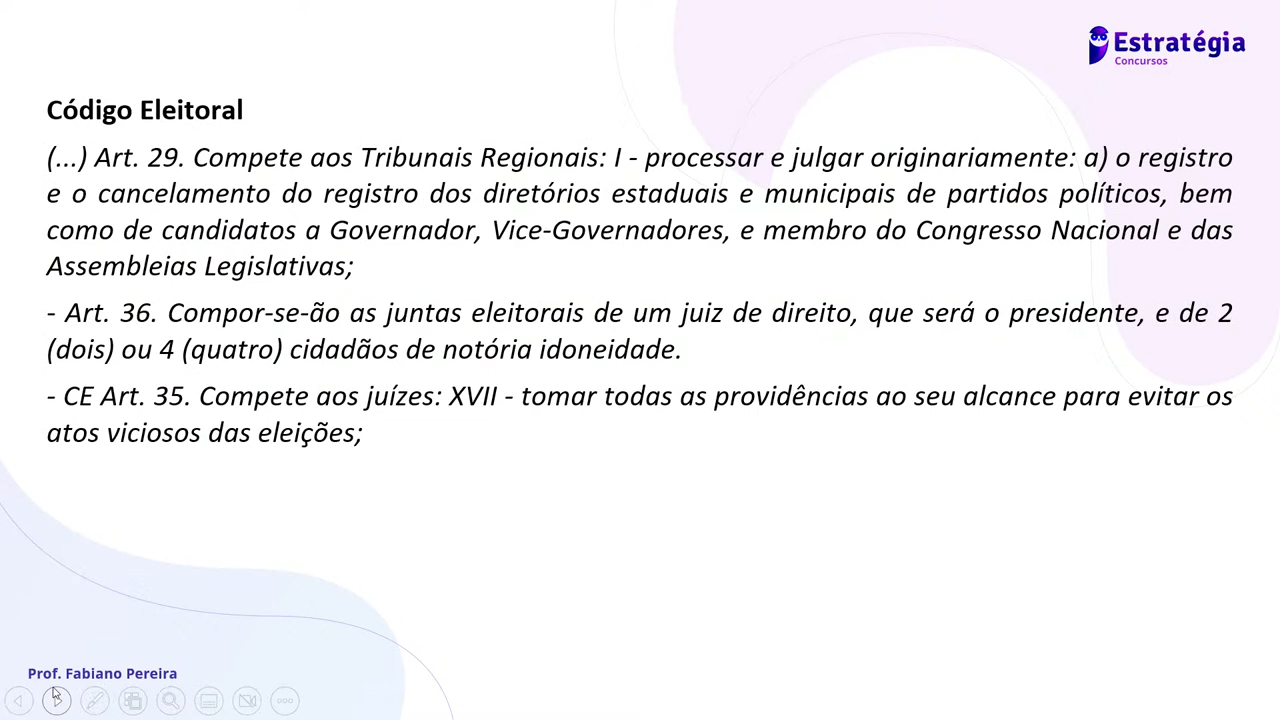 Estratégia
Concursos
Código Eleitoral
(...) Art. 29. Compete aos Tribunais Regionais: I - processar e julgar originariamente: a) o registro
e o cancelamento do registro dos diretórios estaduais e municipais de partidos políticos, bem
como de candidatos a Governador, Vice-Governadores, e membro do Congresso Nacional e das
Assembleias Legislativas;
- Art. 36. Compor-se-ão as juntas eleitorais de um juiz de direito, que será o presidente, e de 2
(dois) ou 4 (quatro) cidadãos de notória idoneidade.
- CE Art. 35. Compete aos juízes: XVII - tomar todas as providências ao seu alcance para evitar os
atos viciosos das eleições;
Prof. Fabiano Pereira